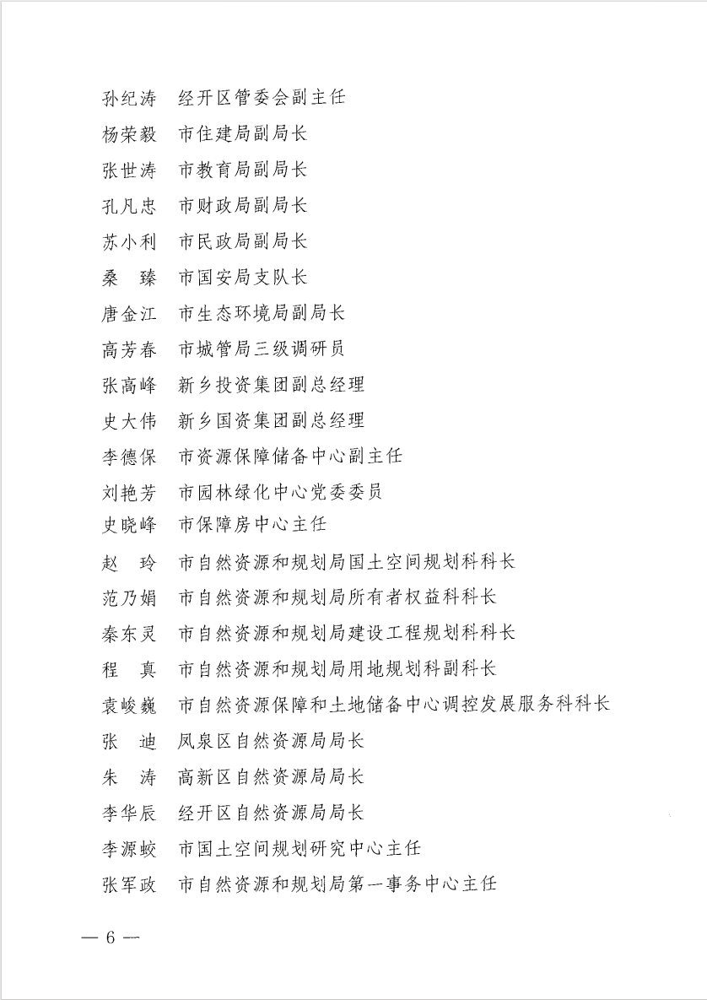 孙纪涛 经开区管委会副主任
杨荣毅 市住建局副局长
张世涛 市教育局副局长
孔凡忠 市财政局副局长
苏小利 市民政局副局长
桑 臻 市国安局支队长
唐金江 市生态环境局副局长
高芳春 市城管局三级调研员
张高峰 新乡投资集团副总经理
史大伟 新乡国资集团副总经理
李德保 市资源保障储备中心副主任
刘艳芳 市园林绿化中心党委委员
史晓峰 市保障房中心主任
赵 玲 市自然资源和规划局国土空间规划科科长
范乃娟 市自然资源和规划局所有者权益科科长
秦东灵 市自然资源和规划局建设工程规划科科长
程 真 市自然资源和规划局用地规划科副科长
袁峻巍 市自然资源保障和土地储备中心调控发展服务科科长
张 迪 凤泉区自然资源局局长
朱 涛 高新区自然资源局局长
李华辰 经开区自然资源局局长
李源蛟 市国土空间规划研究中心主任
张军政 市自然资源和规划局第一事务中心主任
— 6 —